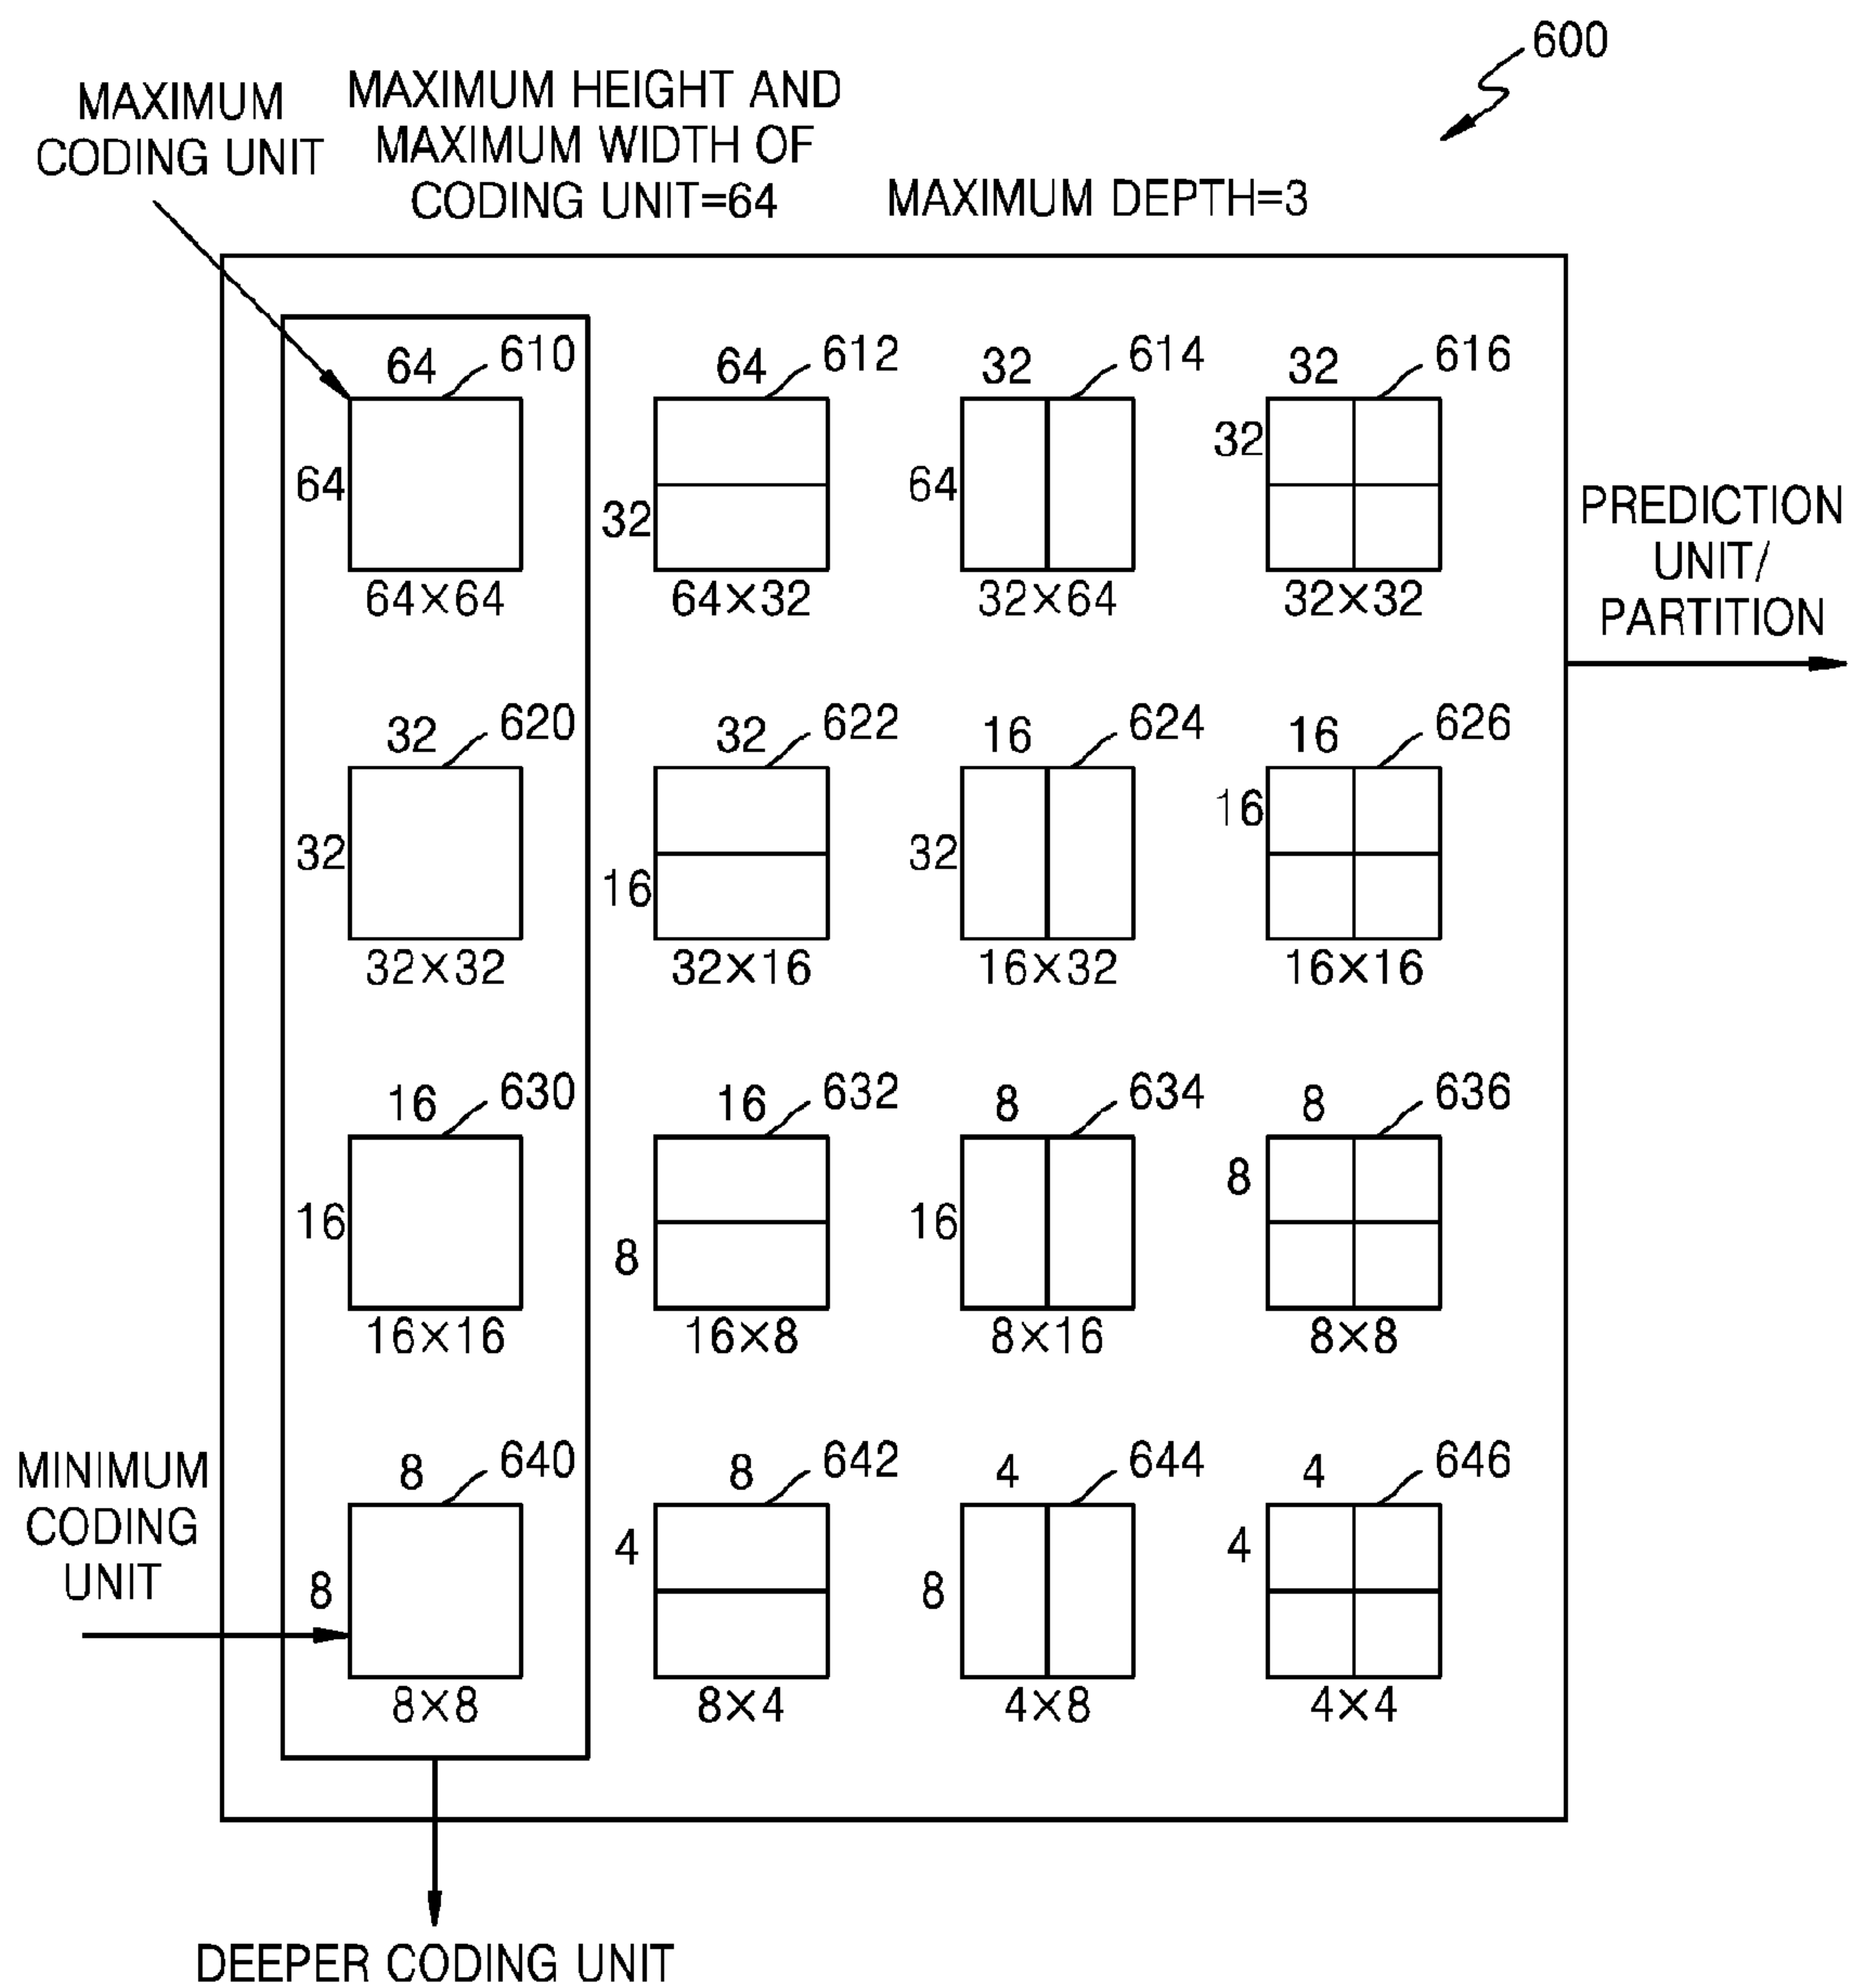 600
MAXIMUM
CODING UNIT
MAXIMUM HEIGHT AND
MAXIMUM WIDTH OF
CODING UNIT=64
MAXIMUM DEPTH=3
64 610 64 612 32 614 32 616
64 32 64 32
64×64 64×32 32×64 32×32
PREDICTION
UNIT/
PARTITION
32 620 32 622 16 624 16 626
32 16 32 16
32×32 32×16 16×32 16×16
16 630 16 632 8 634 8 636
16 8 16 8
16×16 16×8 8×16 8×8
MINIMUM
CODING
UNIT
8 640 8 642 4 644 4 646
8 4 8 4
8×8 8×4 4×8 4×4
DEEPER CODING UNIT